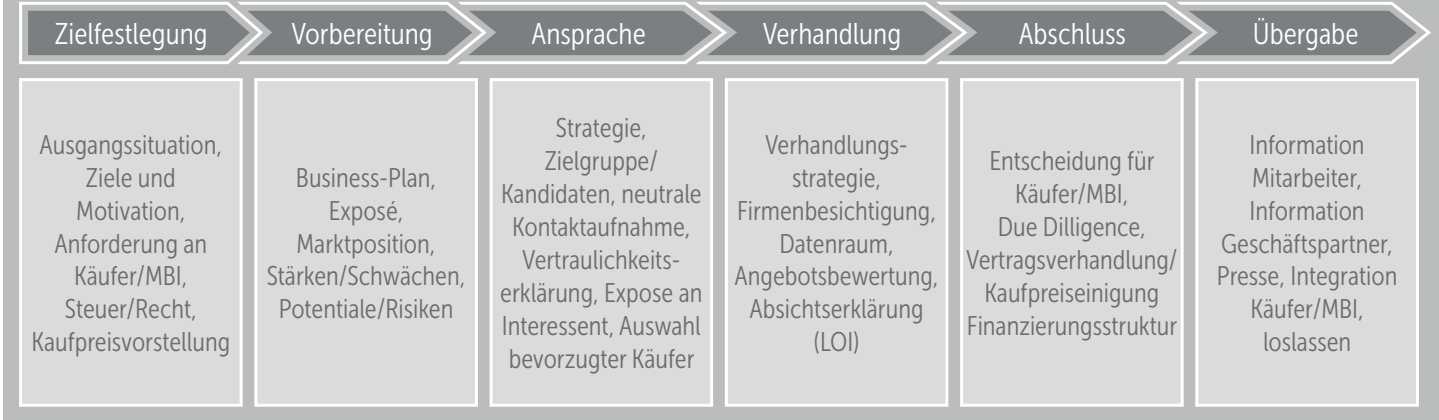 Zielfestlegung
Vorbereitung
Ansprache
Verhandlung
Abschluss
Übergabe
Ausgangssituation,
Ziele und
Motivation,
Anforderung an
Käufer/MBI,
Steuer/Recht,
Kaufpreisvorstellung
Business-Plan,
Exposé,
Marktposition,
Stärken/Schwächen,
Potentiale/Risiken
Strategie,
Zielgruppe/
Kandidaten, neutrale
Kontaktaufnahme,
Vertraulichkeits-
erklärung, Expose an
Interessent, Auswahl
bevorzugter Käufer
Verhandlungs-
strategie,
Firmenbesichtigung,
Datenraum,
Angebotsbewertung,
Absichtserklärung
(LOI)
Entscheidung für
Käufer/MBI,
Due Dilligence,
Vertragsverhandlung/
Kaufpreiseinigung
Finanzierungsstruktur
Information
Mitarbeiter,
Information
Geschäftspartner,
Presse, Integration
Käufer/MBI,
loslassen